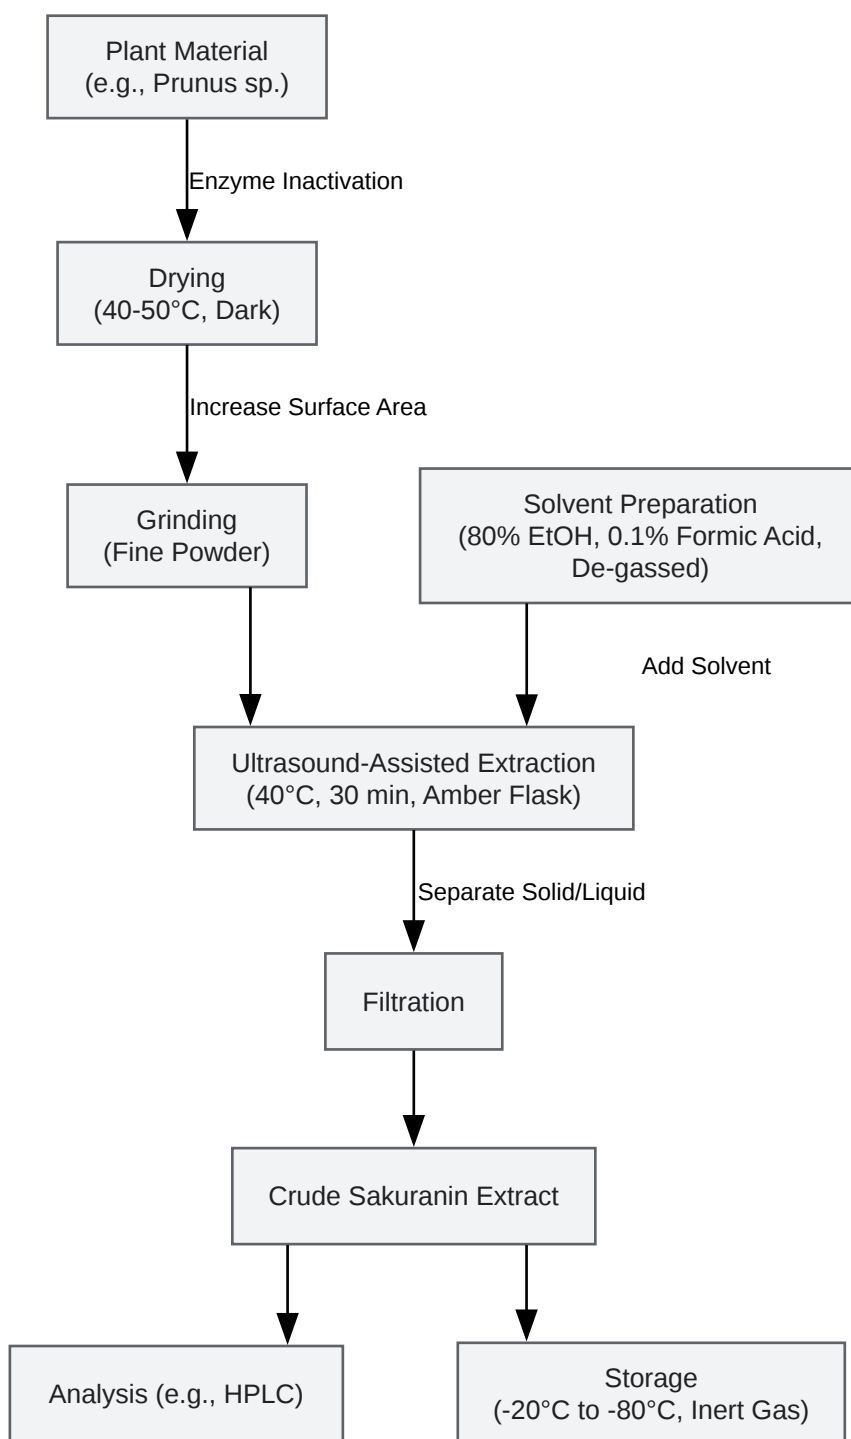 Plant Material
(e.g., Prunus sp.)
Enzyme Inactivation
Drying
(40-50°C, Dark)
Increase Surface Area
Grinding
(Fine Powder)
Solvent Preparation
(80% EtOH, 0.1% Formic Acid,
De-gassed)
Add Solvent
Ultrasound-Assisted Extraction
(40°C, 30 min, Amber Flask)
Separate Solid/Liquid
Filtration
Crude Sakuranin Extract
Analysis (e.g., HPLC)
Storage
(-20°C to -80°C, Inert Gas)